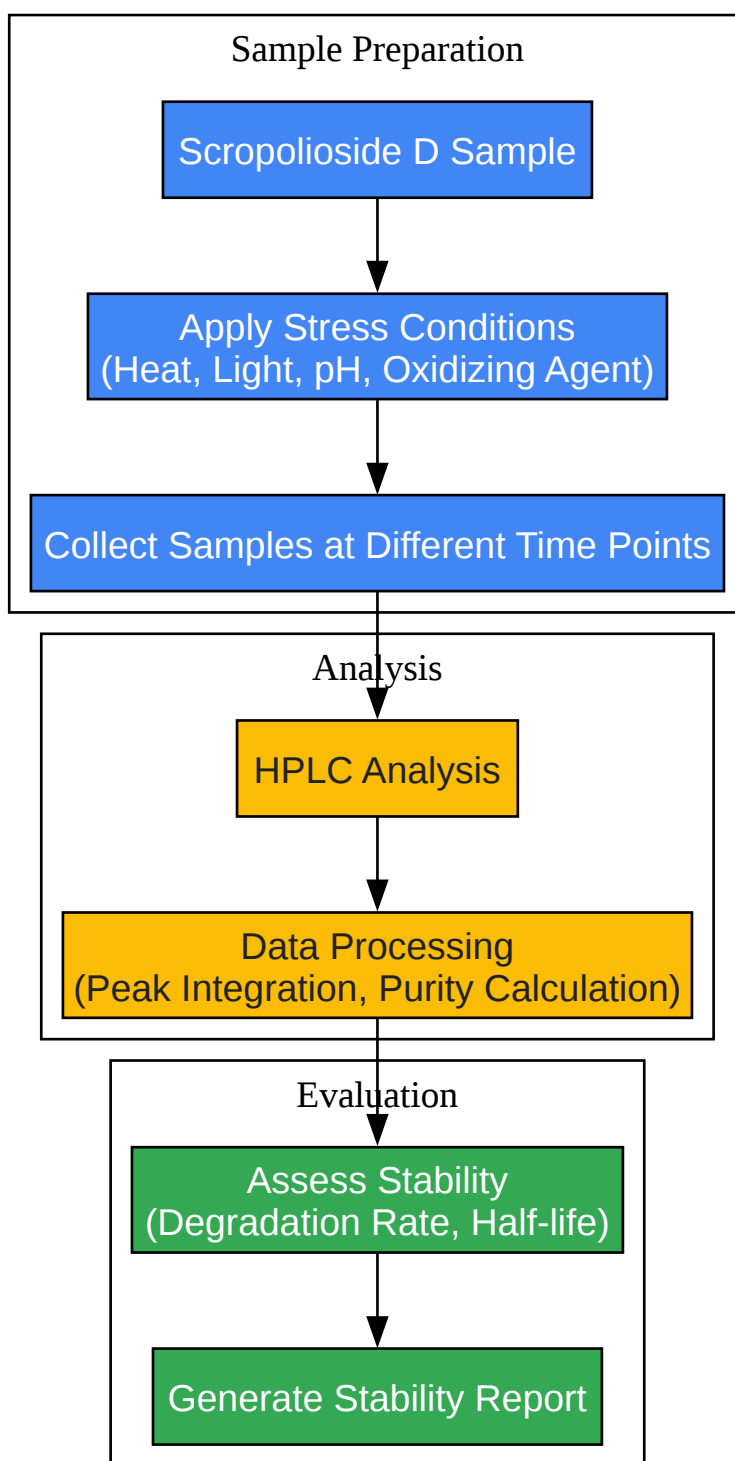 Sample Preparation
Scropolioside D Sample
Apply Stress Conditions
(Heat, Light, pH, Oxidizing Agent)
Collect Samples at Different Time Points
Analysis
HPLC Analysis
Data Processing
(Peak Integration, Purity Calculation)
Evaluation
Assess Stability
(Degradation Rate, Half-life)
Generate Stability Report